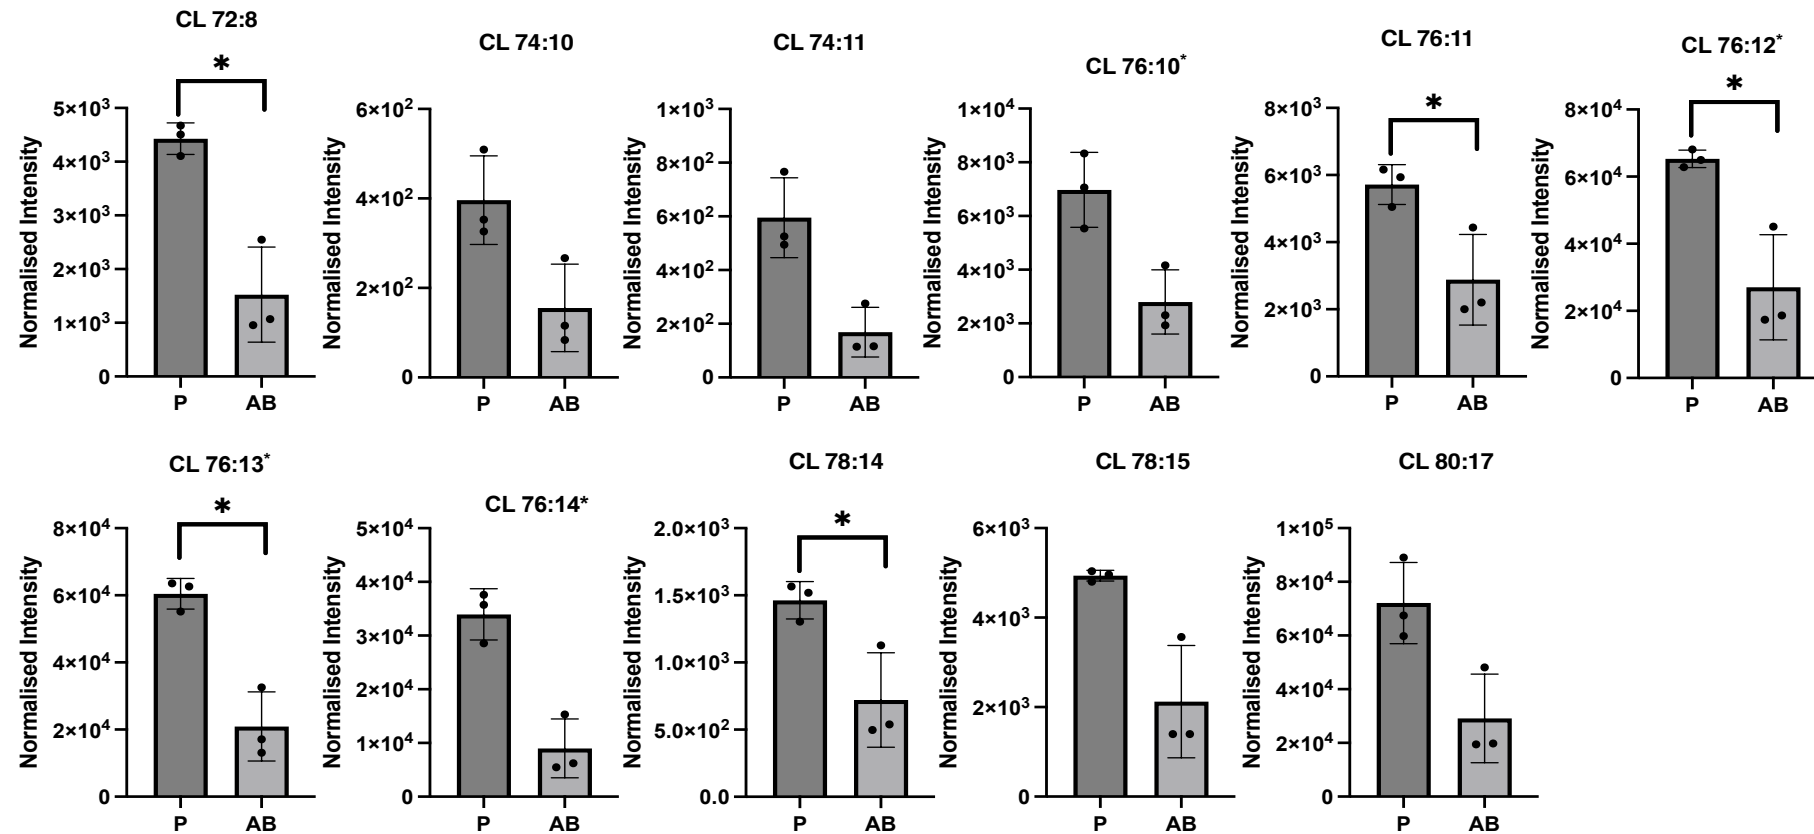 CL 72:8
*
Normalised Intensity
5×10³
4×10³
3×10³
2×10³
1×10³
0
P AB
CL 74:10
Normalised Intensity
6×10²
4×10²
2×10²
0
P AB
CL 74:11
Normalised Intensity
1×10³
8×10²
6×10²
4×10²
2×10²
0
P AB
CL 76:10*
Normalised Intensity
1×10⁴
8×10³
6×10³
4×10³
2×10³
0
P AB
CL 76:11
*
Normalised Intensity
8×10³
6×10³
4×10³
2×10³
0
P AB
CL 76:12*
*
Normalised Intensity
8×10⁴
6×10⁴
4×10⁴
2×10⁴
0
P AB
CL 76:13*
*
Normalised Intensity
8×10⁴
6×10⁴
4×10⁴
2×10⁴
0
P AB
CL 76:14*
Normalised Intensity
5×10⁴
4×10⁴
3×10⁴
2×10⁴
1×10⁴
0
P AB
CL 78:14
*
Normalised Intensity
2.0×10³
1.5×10³
1.0×10³
5.0×10²
0.0
P AB
CL 78:15
Normalised Intensity
6×10³
4×10³
2×10³
0
P AB
CL 80:17
Normalised Intensity
1×10⁵
8×10⁴
6×10⁴
4×10⁴
2×10⁴
0
P AB